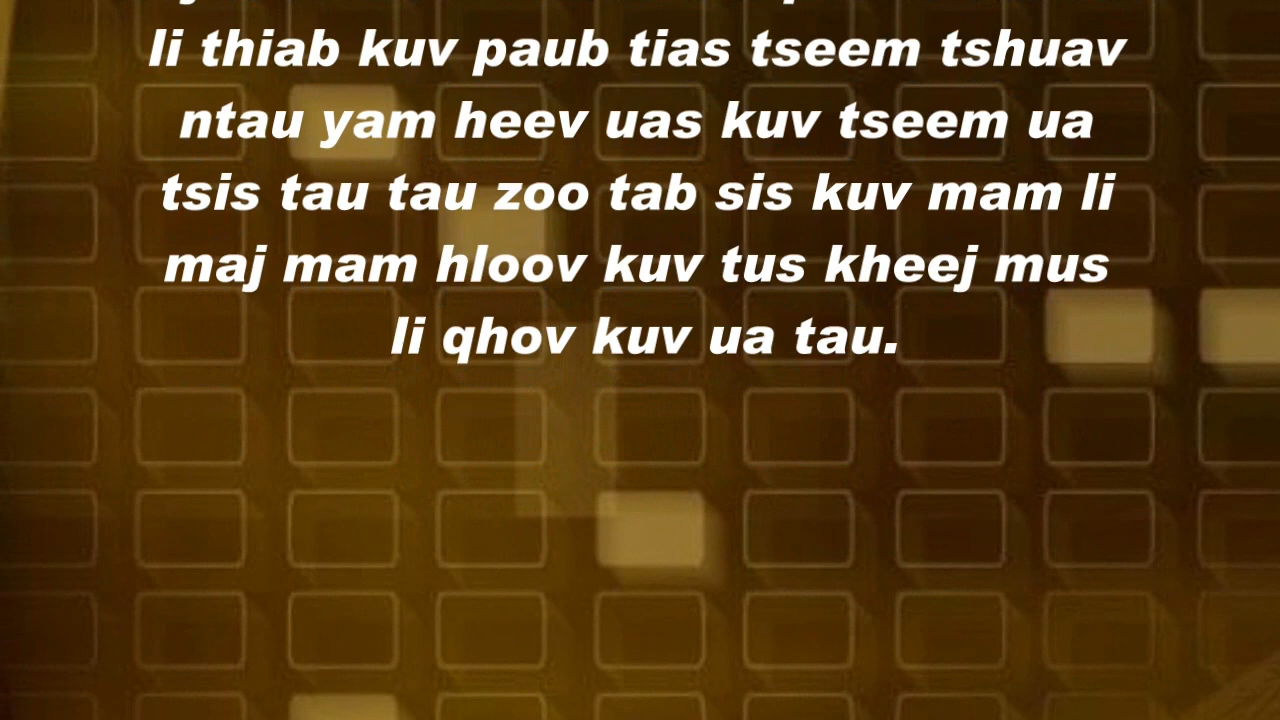 li thiab kuv paub tias tseem tshuav
ntau yam heev uas kuv tseem ua
tsis tau tau zoo tab sis kuv mam li
maj mam hloov kuv tus kheej mus
li qhov kuv ua tau.